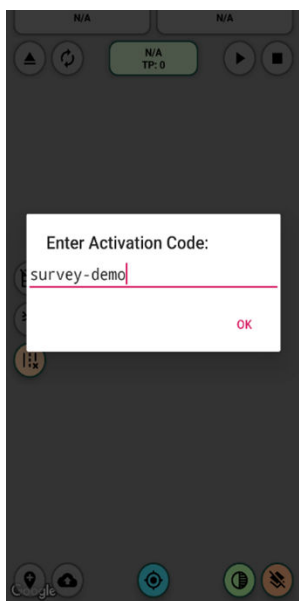 N/A N/A
N/A
TP: 0
Enter Activation Code:
survey-demo
OK
Google